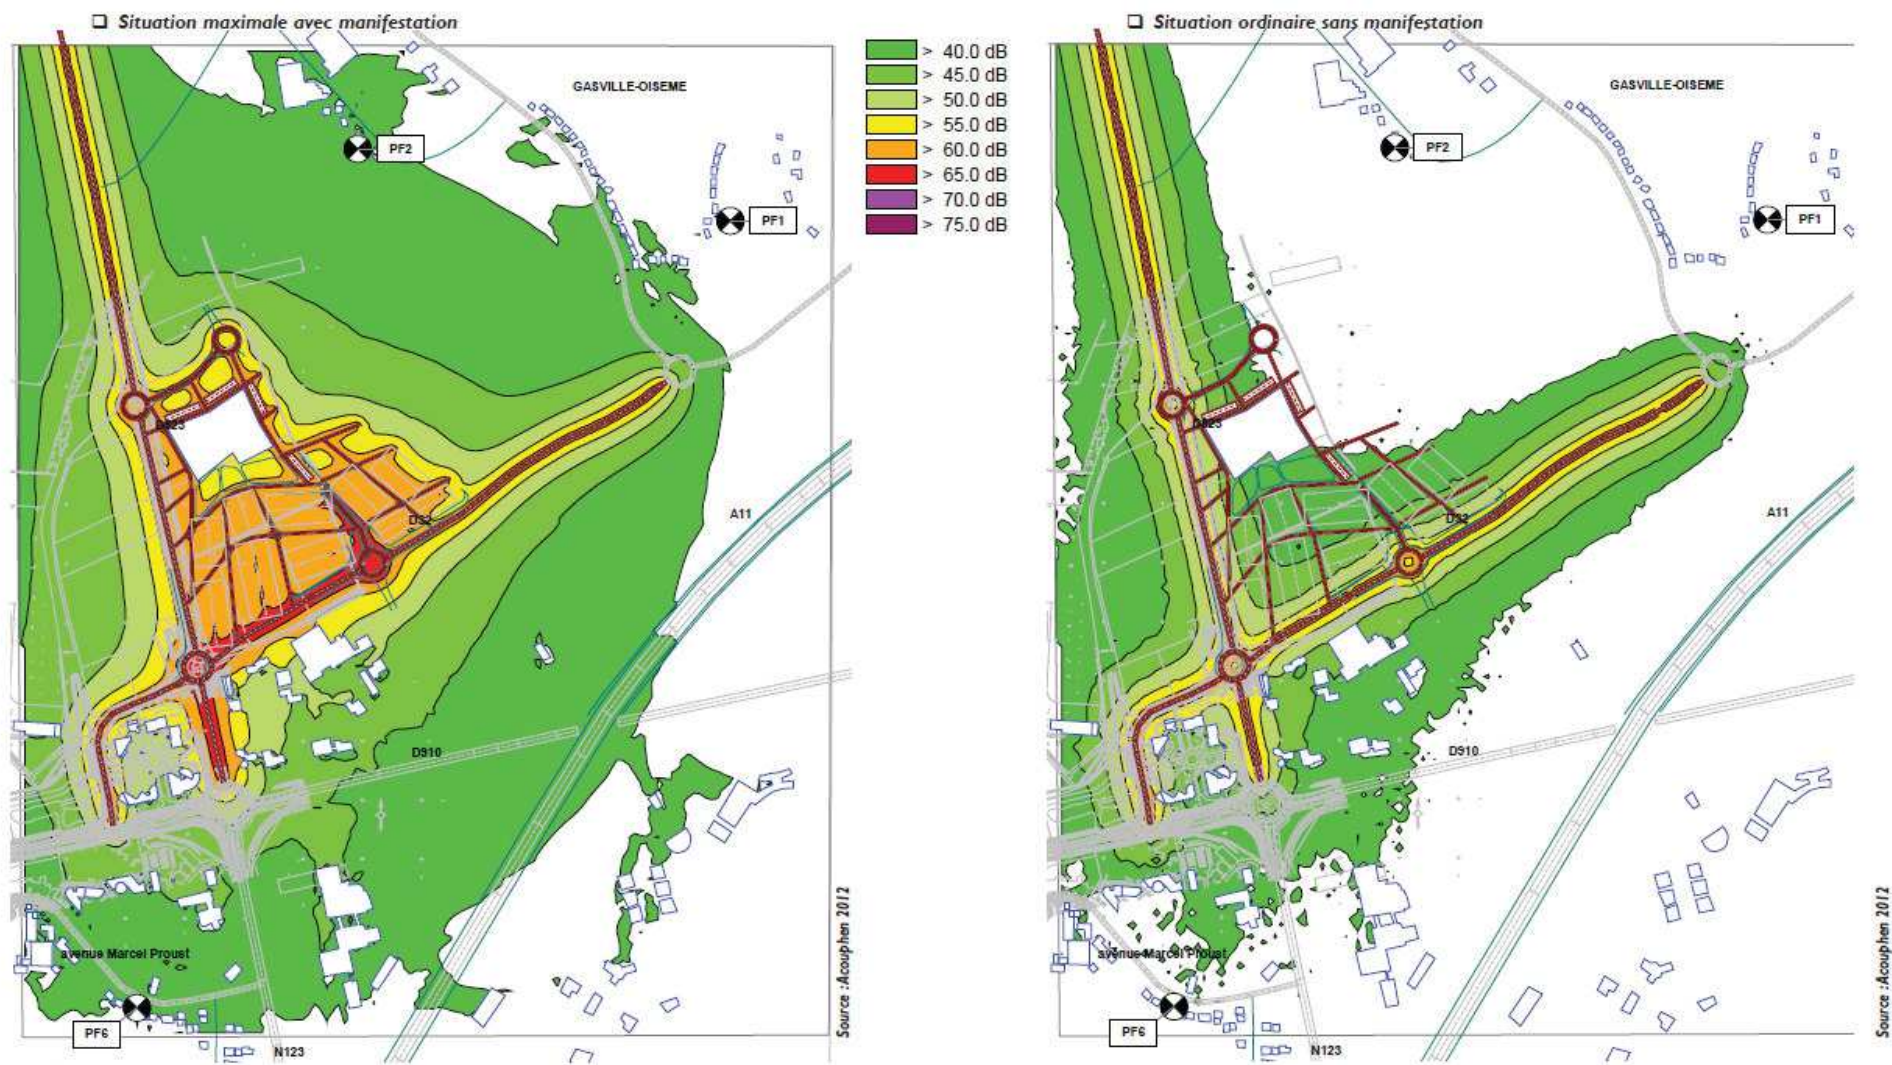 ❑ Situation maximale avec manifestation
GASVILLE-OISEME
PF2
PF1
D823
D32
A11
D910
avenue Marcel Proust
PF6
N123
Source :Acouphen 2012
> 40.0 dB
> 45.0 dB
> 50.0 dB
> 55.0 dB
> 60.0 dB
> 65.0 dB
> 70.0 dB
> 75.0 dB
❑ Situation ordinaire sans manifestation
GASVILLE-OISEME
PF2
PF1
D823
D32
A11
D910
avenue Marcel Proust
PF6
N123
Source :Acouphen 2012